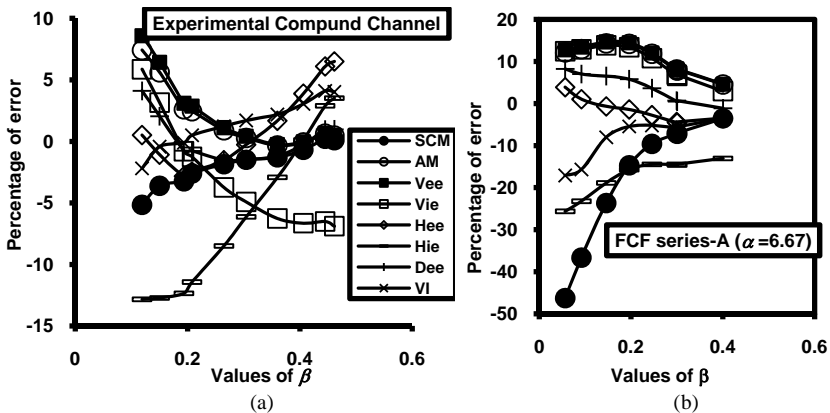 Experimental Compund Channel
10
5
0
-5
-10
-15
Percentage of error
0
0.2
0.4
0.6
Values of β
(a)
SCM
AM
Vee
Vie
Hee
Hie
Dee
VI
20
10
0
-10
-20
-30
-40
-50
Percentage of error
FCF series-A (α=6.67)
0
0.2
0.4
0.6
Values of β
(b)